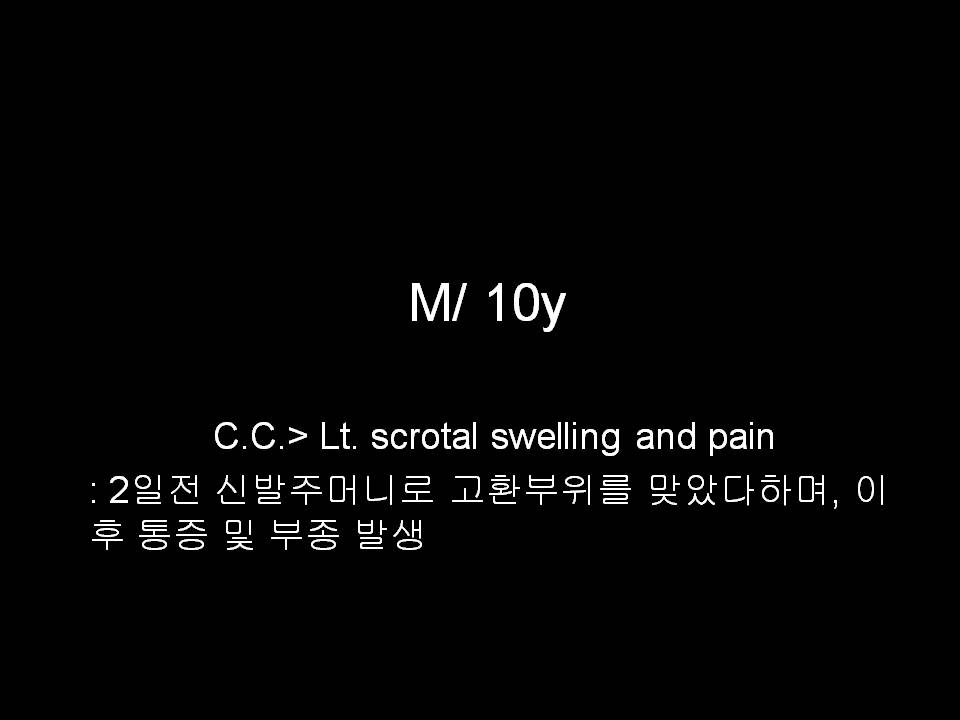 M/ 10y
C.C.> Lt. scrotal swelling and pain
: 2일전 신발주머니로 고환부위를 맞았다하며, 이
후 통증 및 부종 발생